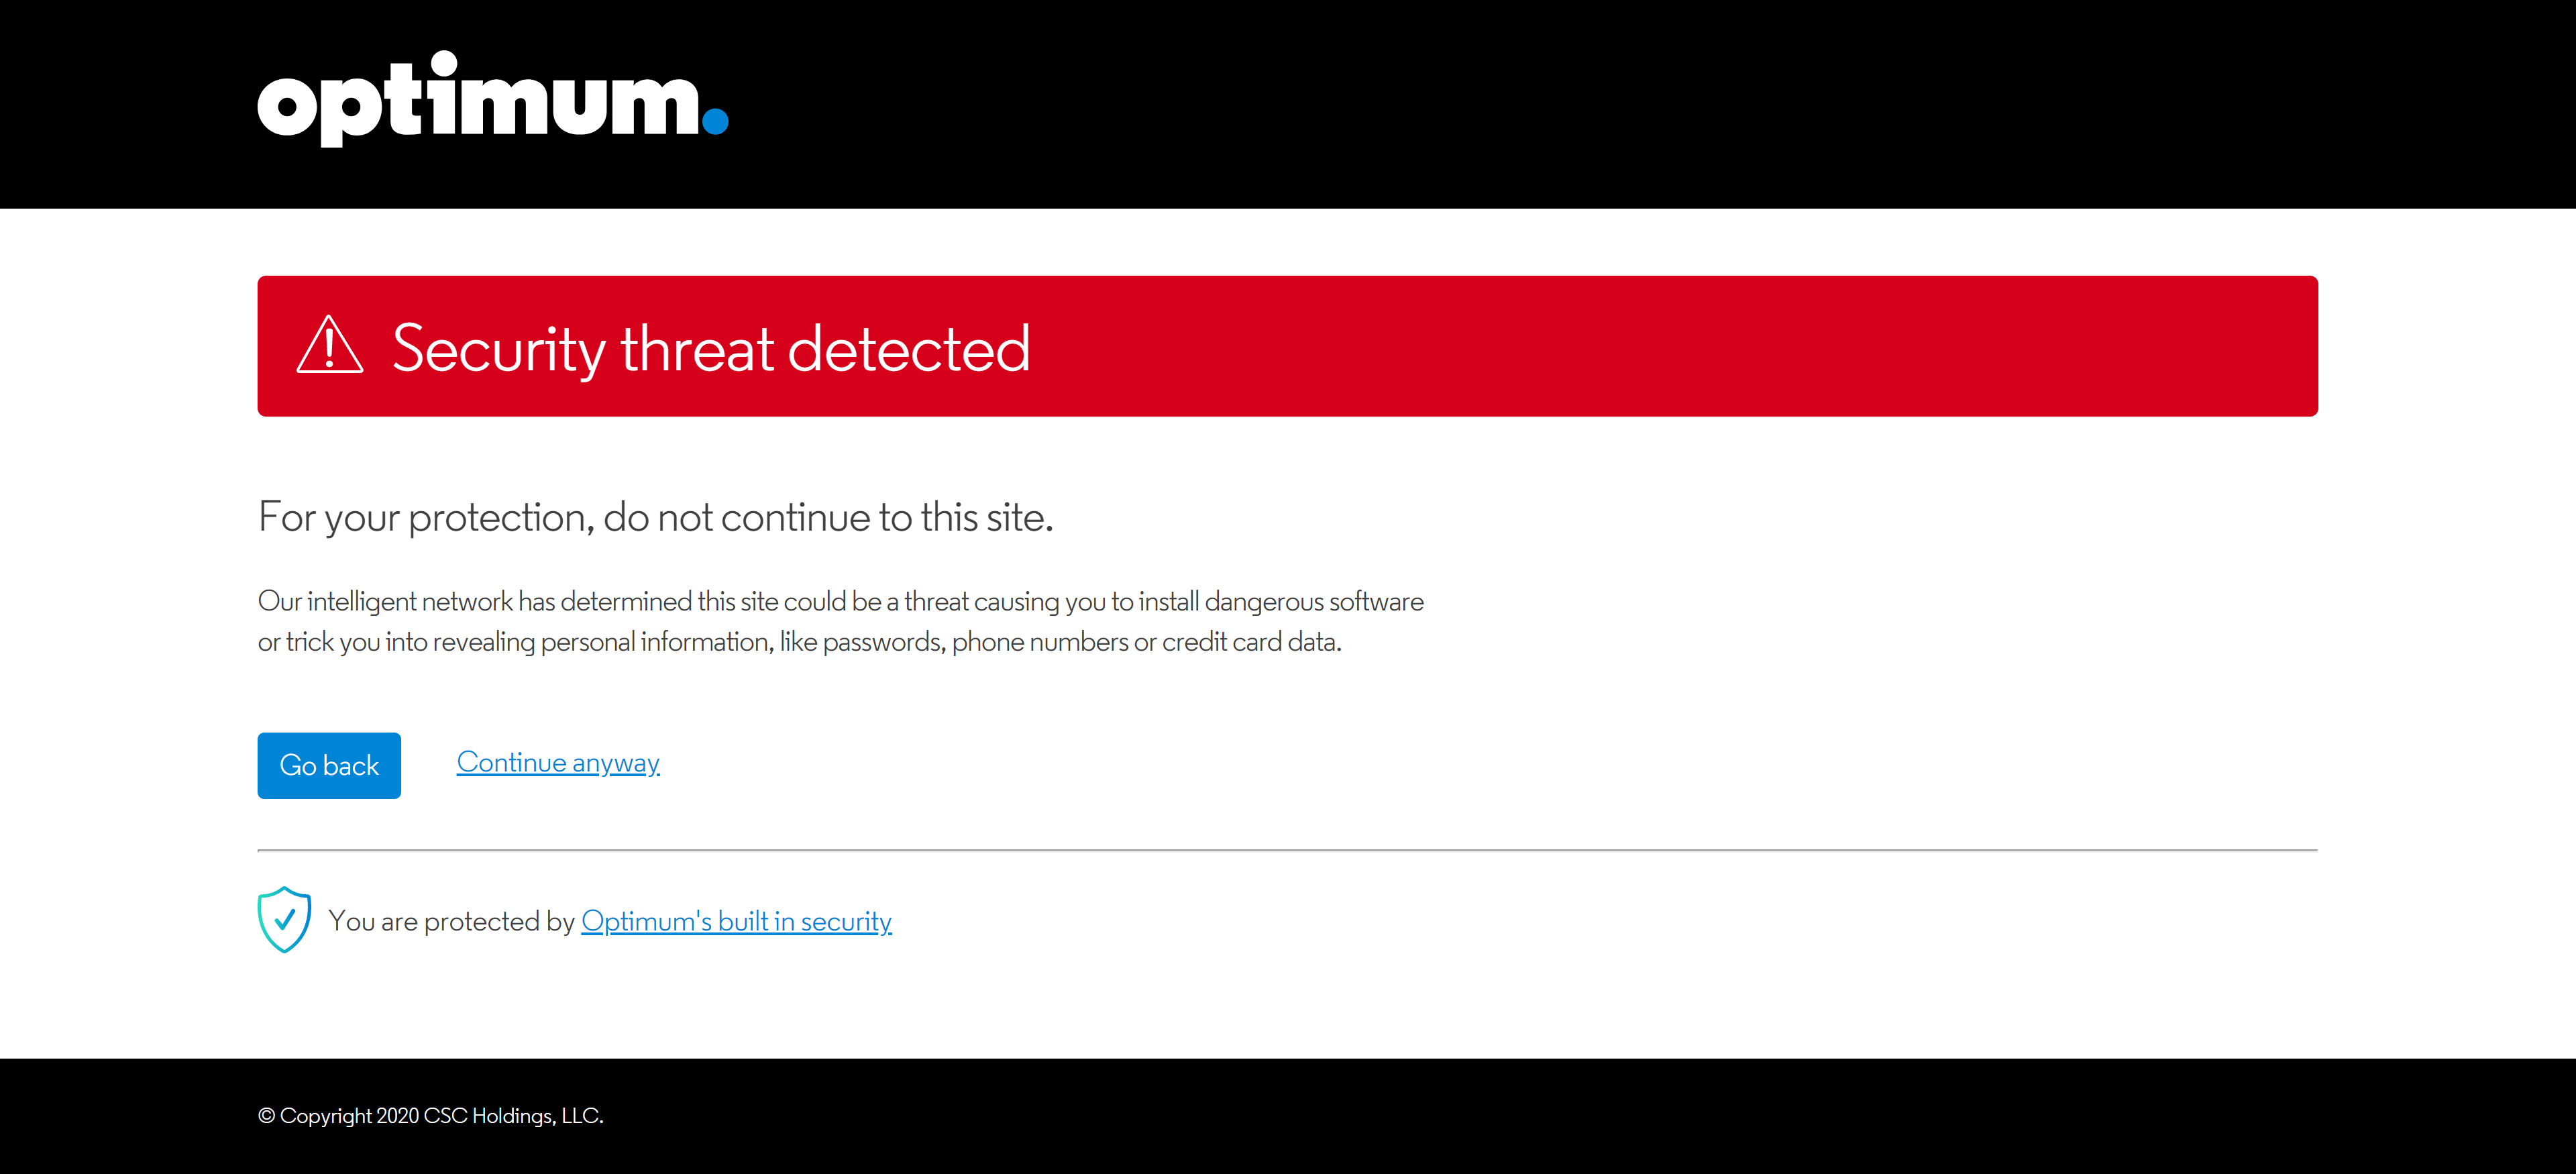 optimum.
Security threat detected
For your protection, do not continue to this site.
Our intelligent network has determined this site could be a threat causing you to install dangerous software
or trick you into revealing personal information, like passwords, phone numbers or credit card data.
Go back Continue anyway
You are protected by Optimum's built in security
© Copyright 2020 CSC Holdings, LLC.